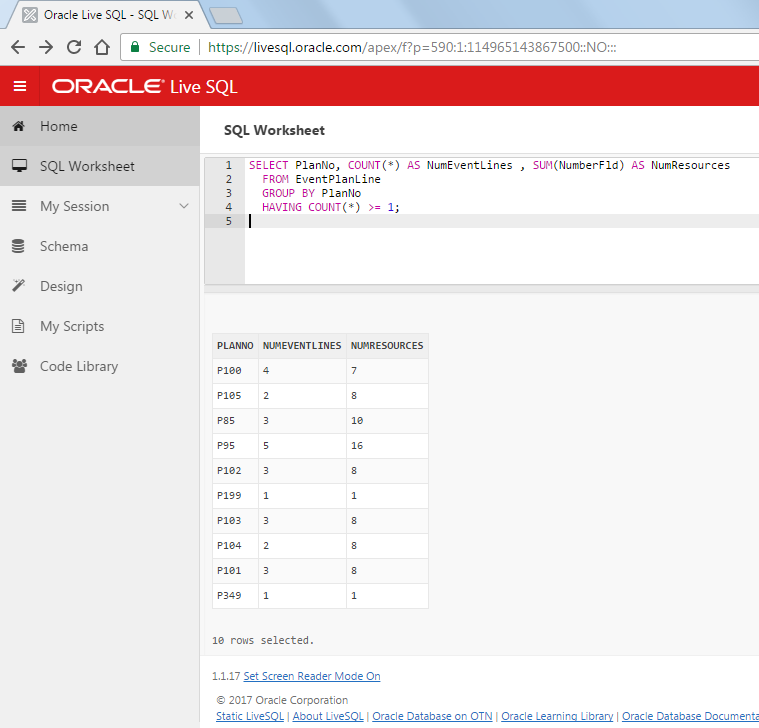 Oracle Live SQL - SQL Wo
Secure
https://livesql.oracle.com/apex/f?p=590:1:114965143867500::NO:::
ORACLE Live SQL
Home
SQL Worksheet
My Session
Schema
Design
My Scripts
Code Library
SQL Worksheet
1 SELECT PlanNo, COUNT(*) AS NumEventLines , SUM(NumberFld) AS NumResources
2 FROM EventPlanLine
3 GROUP BY PlanNo
4 HAVING COUNT(*) >= 1;
5
PLANNO NUMEVENTLINES NUMRESOURCES
P100 4 7
P105 2 8
P85 3 10
P95 5 16
P102 3 8
P199 1 1
P103 3 8
P104 2 8
P101 3 8
P349 1 1
10 rows selected.
1.1.17 Set Screen Reader Mode On
© 2017 Oracle Corporation
Static LiveSQL | About LiveSQL | Oracle Database on OTN | Oracle Learning Library | Oracle Database Documenta